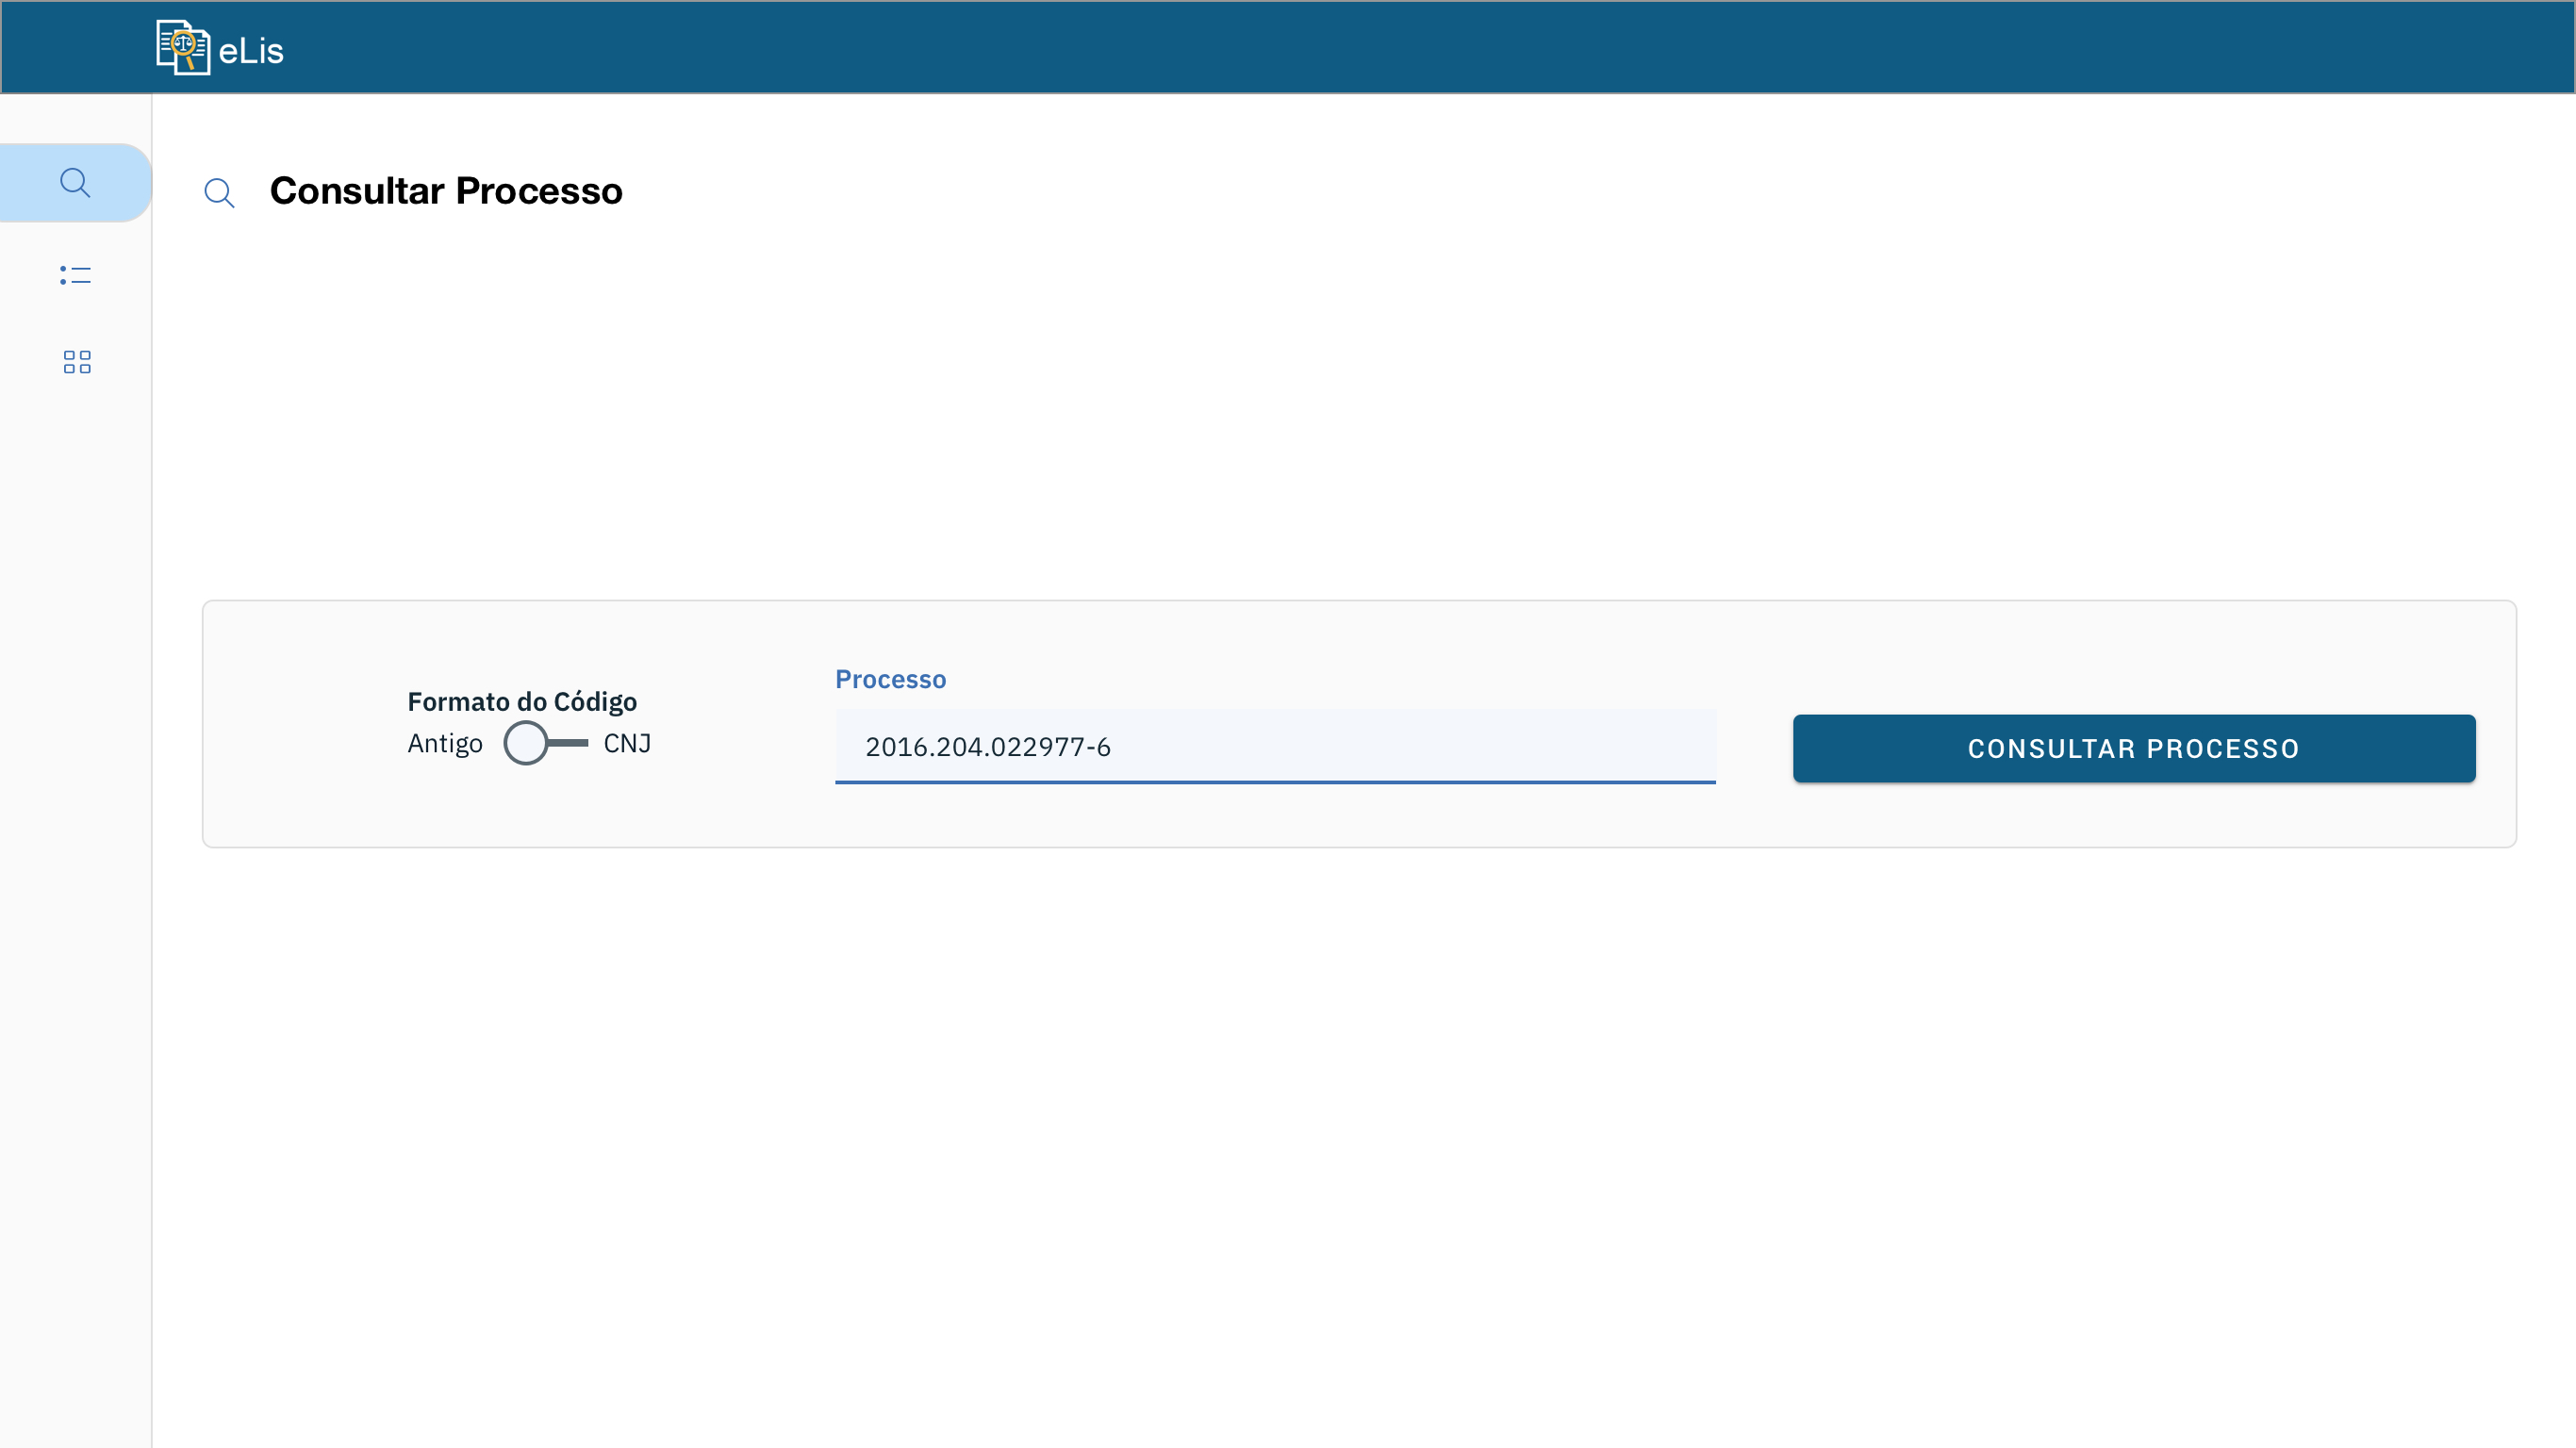 eLis
Consultar Processo
Processo
Formato do Código
Antigo CNJ
2016.204.022977-6
CONSULTAR PROCESSO